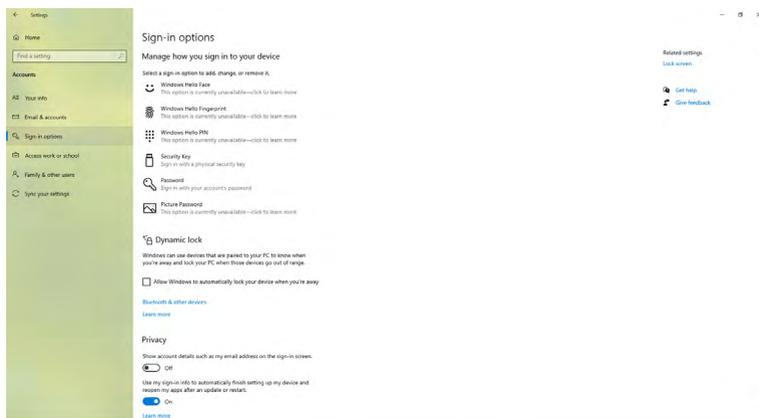 Settings
Home
Find a setting
Accounts
Your info
Email & accounts
Sign-in options
Access work or school
Family & other users
Sync your settings
Sign-in options
Manage how you sign in to your device
Select a sign-in option to add, change, or remove it.
Windows Hello Face
This option is currently unavailable—click to learn more
Windows Hello Fingerprint
This option is currently unavailable—click to learn more
Windows Hello PIN
This option is currently unavailable—click to learn more
Security Key
Sign in with a physical security key
Password
Sign in with your account's password
Picture Password
This option is currently unavailable—click to learn more
Dynamic lock
Windows can use devices that are paired to your PC to know when
you're away and lock your PC when those devices go out of range.
Allow Windows to automatically lock your device when you're away
Bluetooth & other devices
Learn more
Privacy
Show account details such as my email address on the sign-in screen.
Off
Use my sign-in info to automatically finish setting up my device and
reopen my apps after an update or restart.
On
Learn more
Related settings
Lock screen
Get help
Give feedback